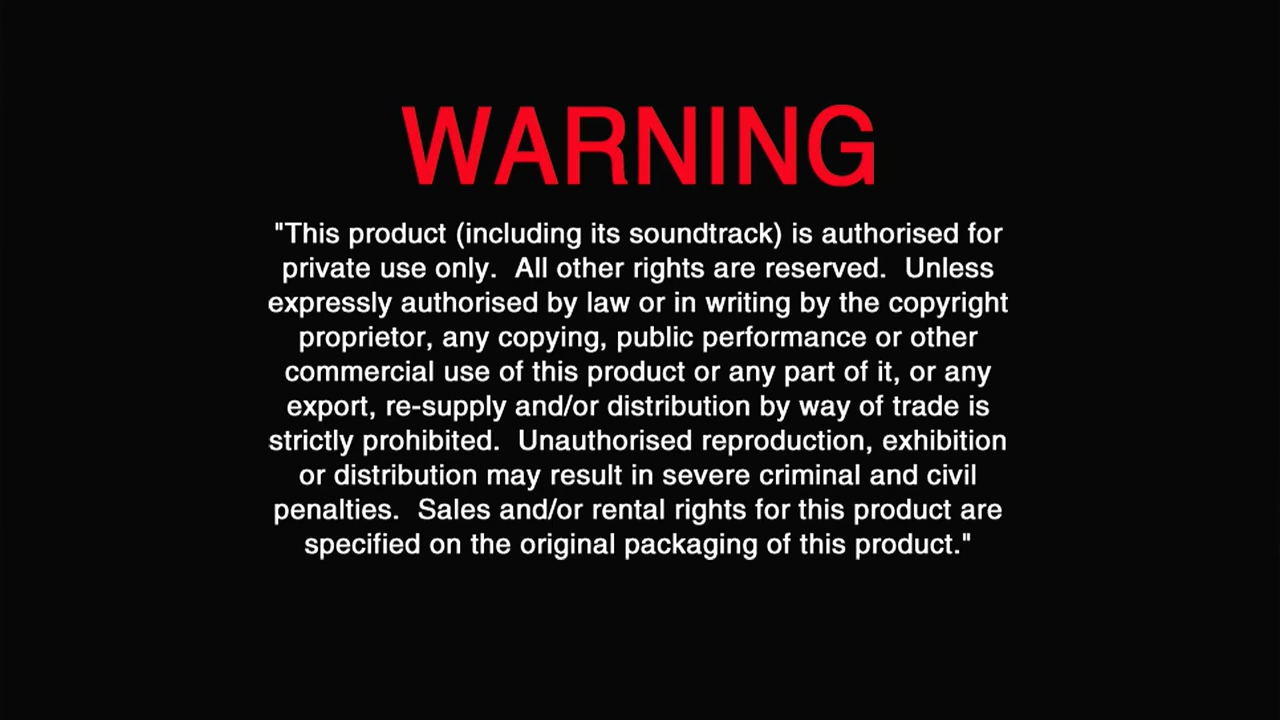 WARNING
"This product (including its soundtrack) is authorised for
private use only.  All other rights are reserved.  Unless
expressly authorised by law or in writing by the copyright
proprietor, any copying, public performance or other
commercial use of this product or any part of it, or any
export, re-supply and/or distribution by way of trade is
strictly prohibited.  Unauthorised reproduction, exhibition
or distribution may result in severe criminal and civil
penalties.  Sales and/or rental rights for this product are
specified on the original packaging of this product."